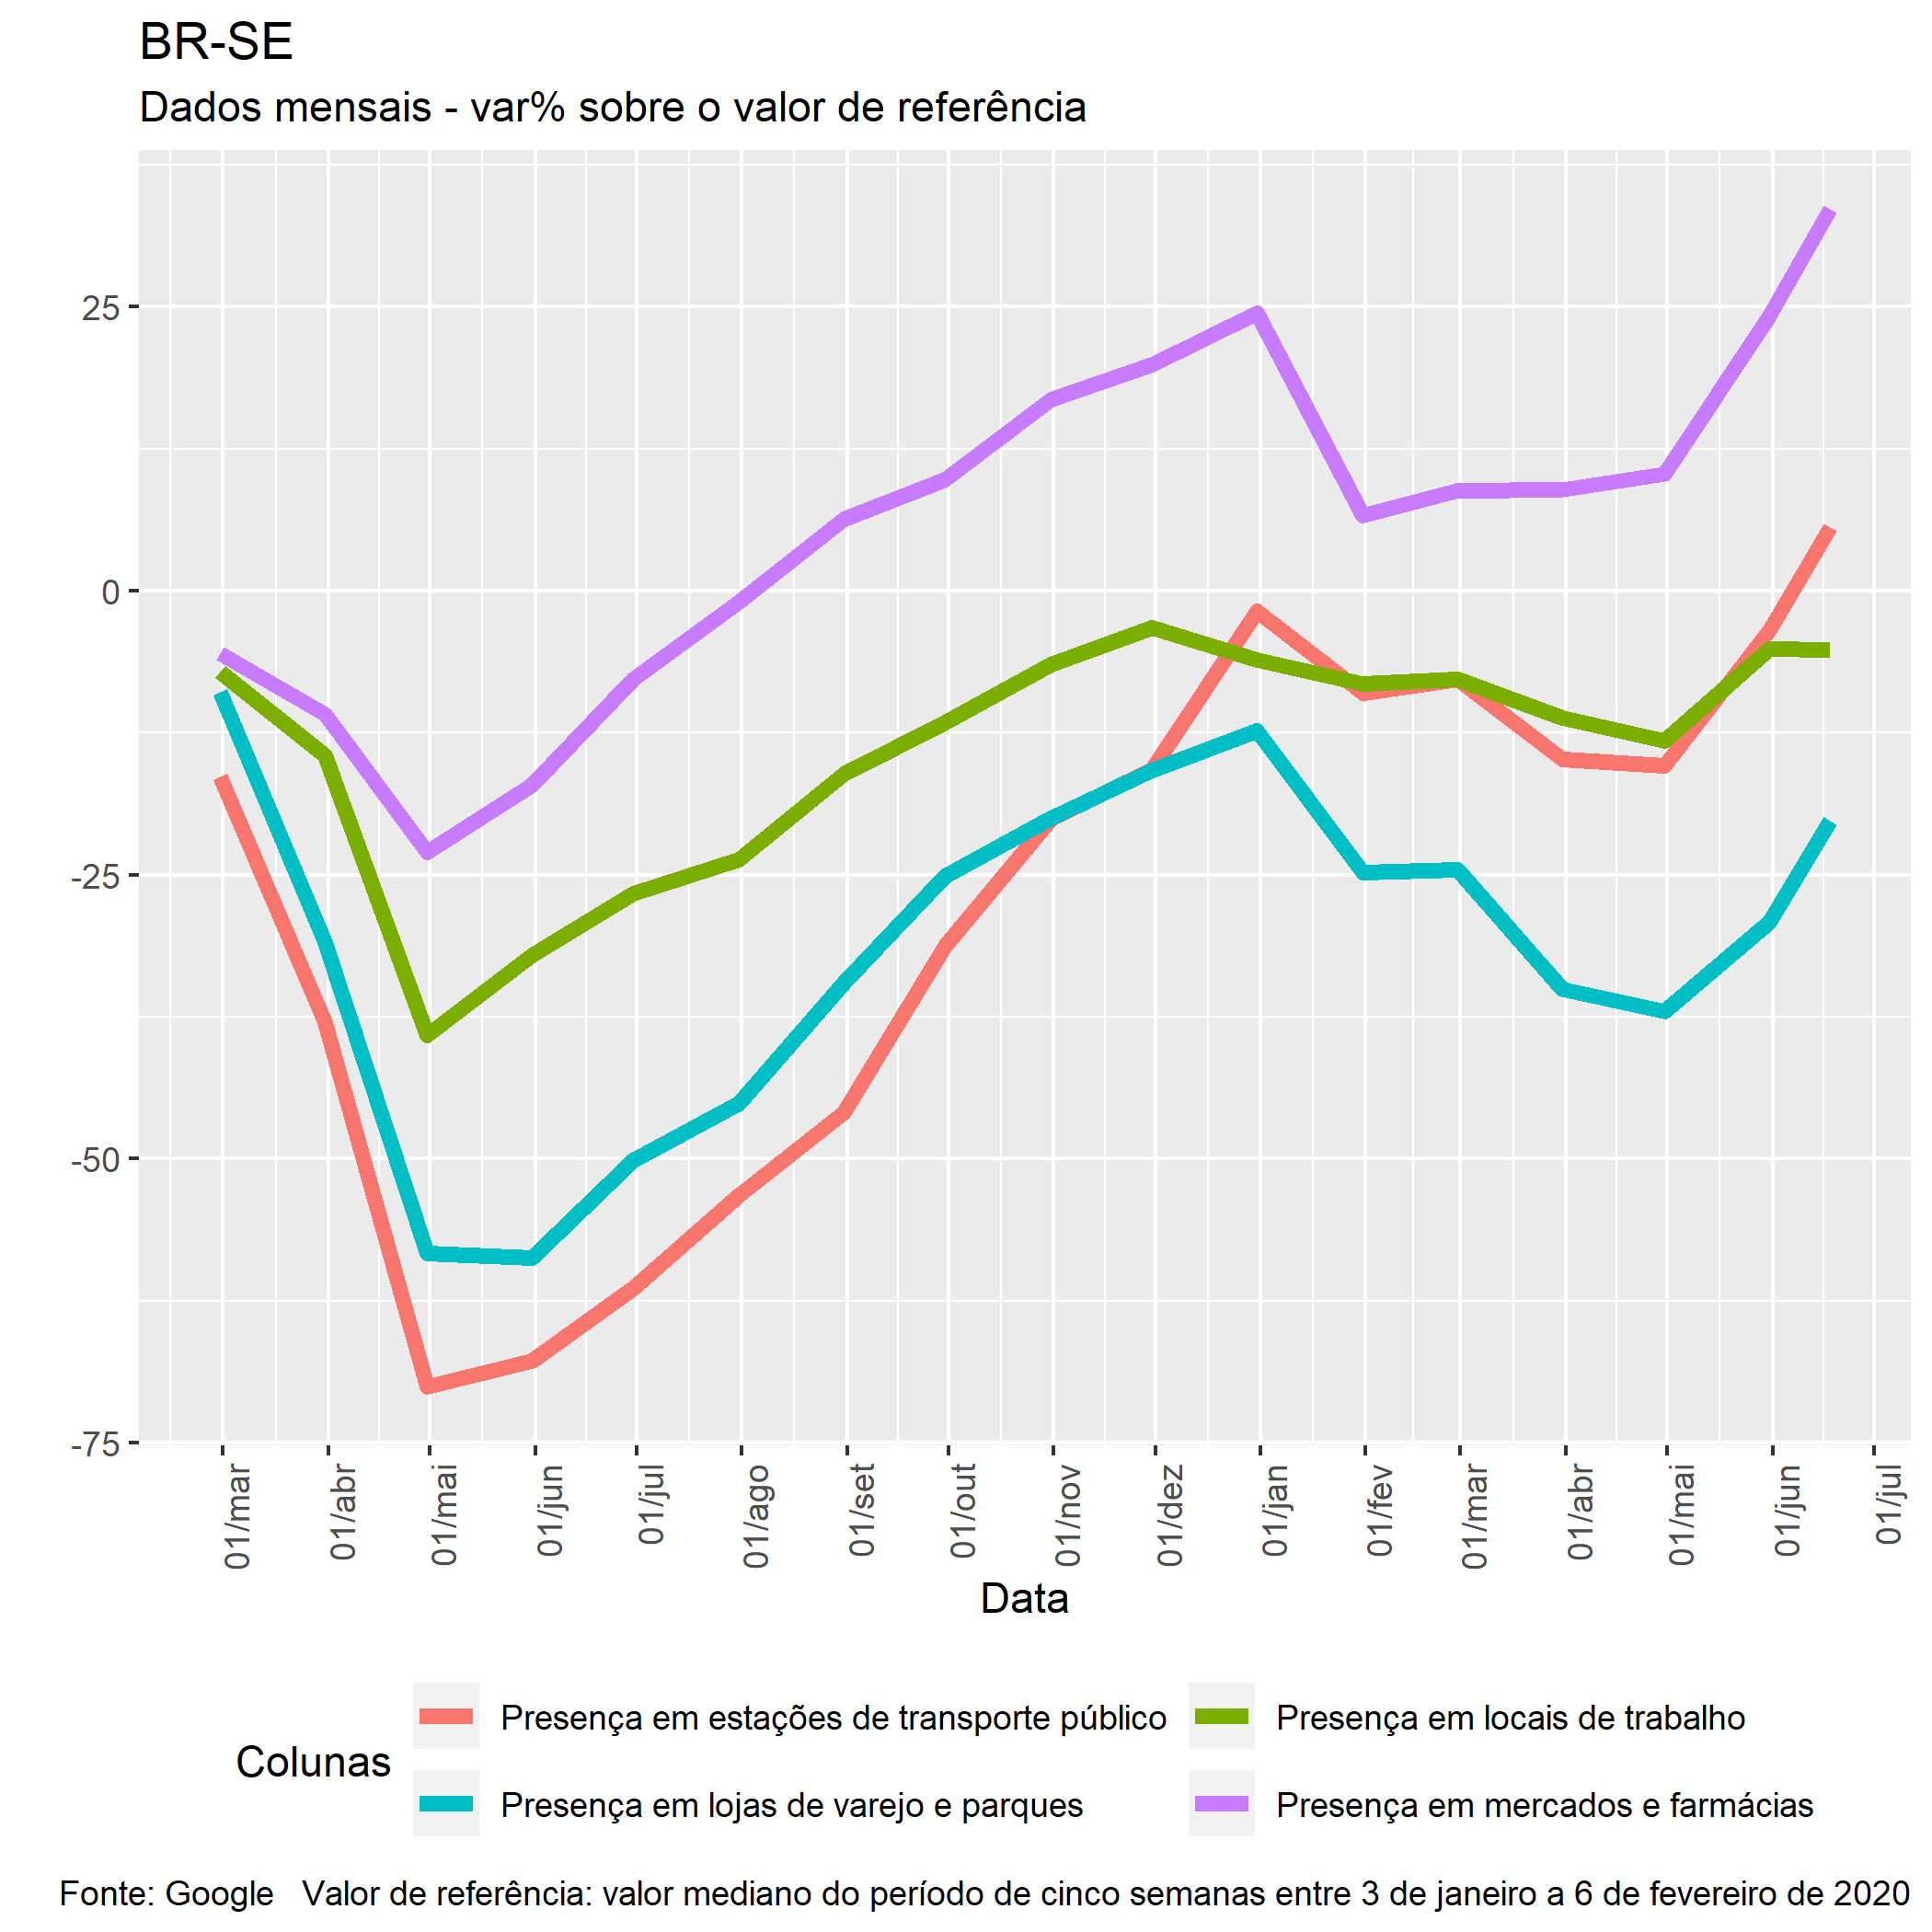 BR-SE
Dados mensais - var% sobre o valor de referência
25
0
-25
-50
-75
01/mar
01/abr
01/mai
01/jun
01/jul
01/ago
01/set
01/out
01/nov
01/dez
01/jan
01/fev
01/mar
01/abr
01/mai
01/jun
01/jul
Data
Colunas
Presença em estações de transporte público
Presença em locais de trabalho
Presença em lojas de varejo e parques
Presença em mercados e farmácias
Fonte: Google   Valor de referência: valor mediano do período de cinco semanas entre 3 de janeiro a 6 de fevereiro de 2020